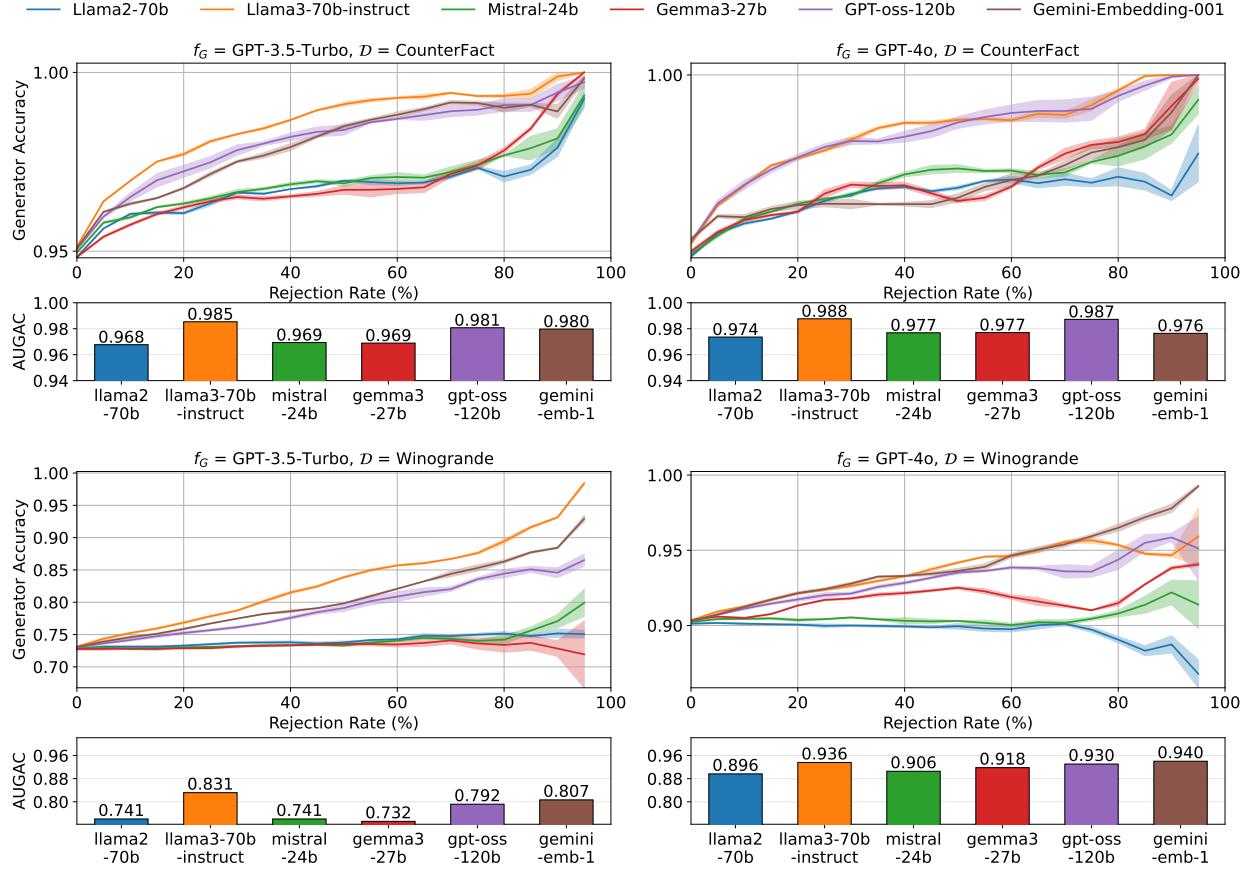 Llama2-70b Llama3-70b-instruct Mistral-24b Gemma3-27b GPT-oss-120b Gemini-Embedding-001
f_G = GPT-3.5-Turbo, 𝒟 = CounterFact
Generator Accuracy
1.00
0.95
0 20 40 60 80 100
Rejection Rate (%)
f_G = GPT-4o, 𝒟 = CounterFact
1.00
0 20 40 60 80 100
Rejection Rate (%)
AUGAC
1.00
0.98
0.96
0.94
0.968 0.985 0.969 0.969 0.981 0.980
llama2 llama3-70b mistral gemma3 gpt-oss gemini
-70b -instruct -24b -27b -120b -emb-1
1.00
0.98
0.96
0.94
0.974 0.988 0.977 0.977 0.987 0.976
llama2 llama3-70b mistral gemma3 gpt-oss gemini
-70b -instruct -24b -27b -120b -emb-1
f_G = GPT-3.5-Turbo, 𝒟 = Winogrande
Generator Accuracy
1.00
0.95
0.90
0.85
0.80
0.75
0.70
0 20 40 60 80 100
Rejection Rate (%)
f_G = GPT-4o, 𝒟 = Winogrande
1.00
0.95
0.90
0 20 40 60 80 100
Rejection Rate (%)
AUGAC
0.96
0.88
0.80
0.741 0.831 0.741 0.732 0.792 0.807
llama2 llama3-70b mistral gemma3 gpt-oss gemini
-70b -instruct -24b -27b -120b -emb-1
0.96
0.88
0.80
0.896 0.936 0.906 0.918 0.930 0.940
llama2 llama3-70b mistral gemma3 gpt-oss gemini
-70b -instruct -24b -27b -120b -emb-1